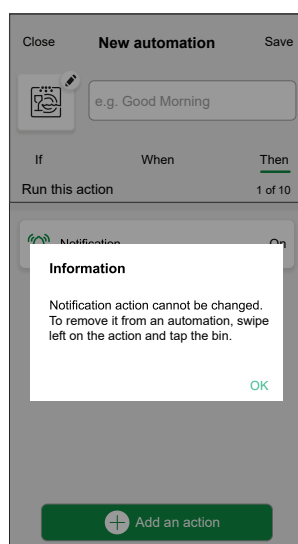 Close New automation Save
e.g. Good Morning
If When Then
Run this action 1 of 10
Notification On
Information
Notification action cannot be changed.
To remove it from an automation, swipe
left on the action and tap the bin.
OK
Add an action